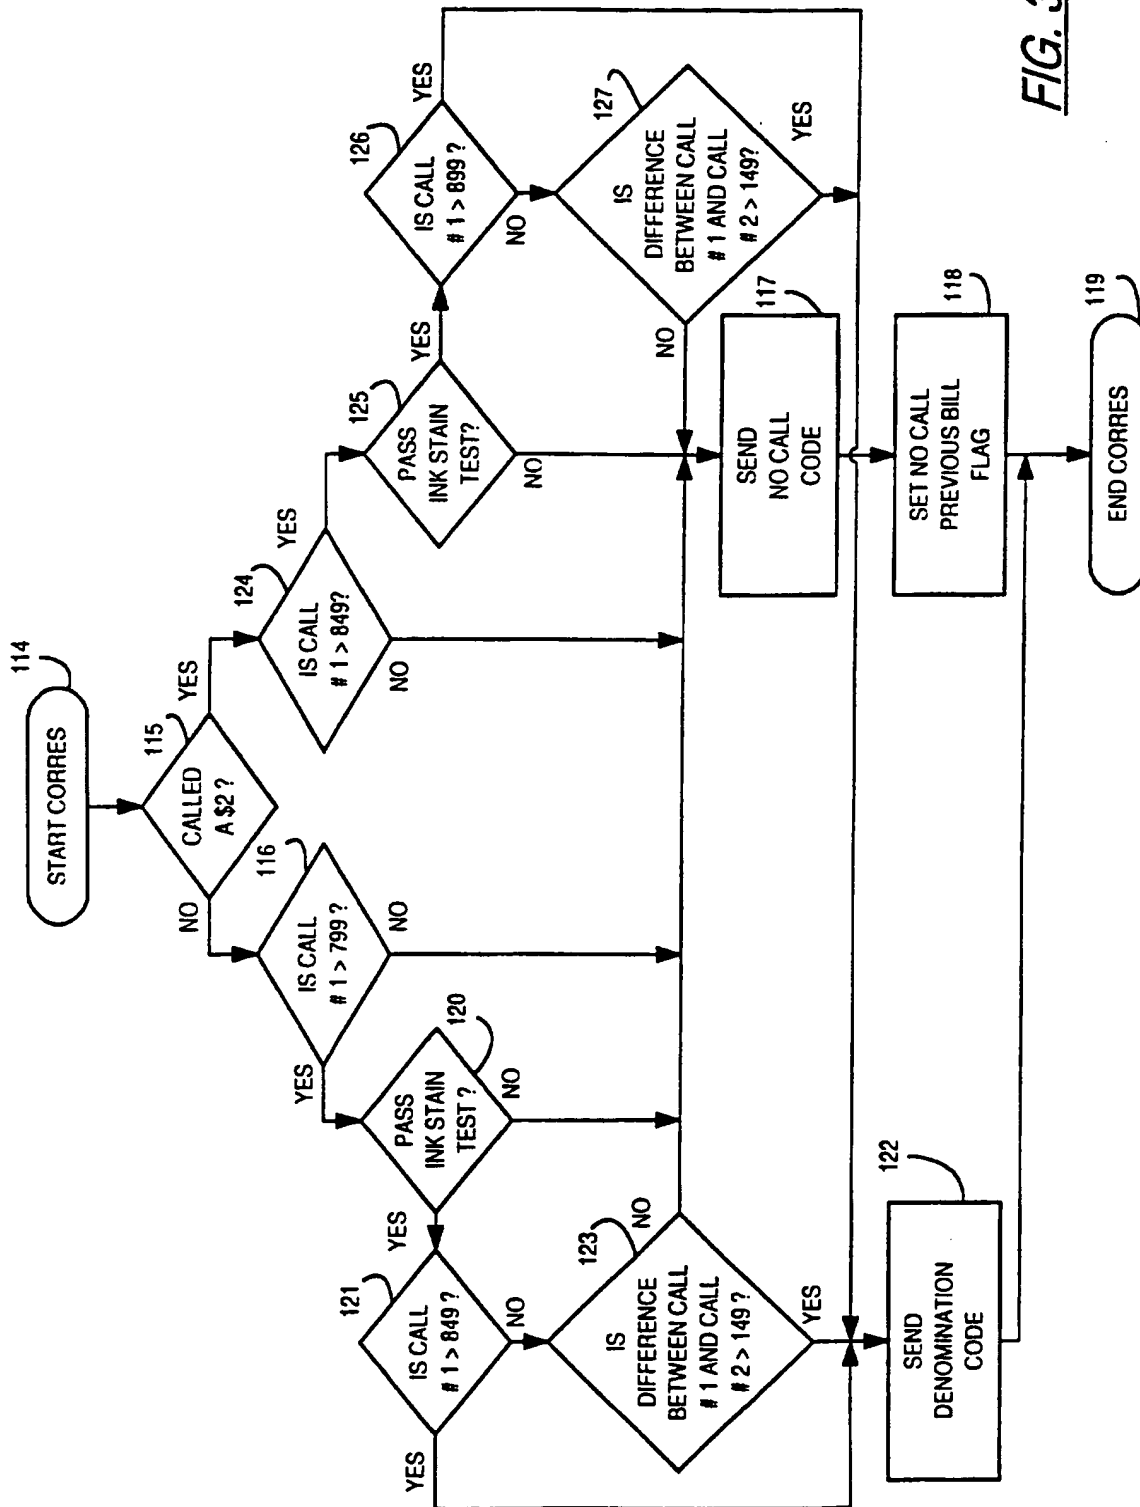 114
START CORRES
115
CALLED
A $2 ?
NO
YES
116
IS CALL
# 1 > 799 ?
YES
NO
124
IS CALL
# 1 > 849?
YES
NO
120
PASS
INK STAIN
TEST ?
YES
NO
125
PASS
INK STAIN
TEST?
YES
NO
121
IS CALL
# 1 > 849 ?
YES
NO
126
IS CALL
# 1 > 899 ?
YES
NO
123
IS
DIFFERENCE
BETWEEN CALL
# 1 AND CALL
# 2 > 149 ?
NO
YES
127
IS
DIFFERENCE
BETWEEN CALL
# 1 AND CALL
# 2 > 149?
NO
YES
117
SEND
NO CALL
CODE
122
SEND
DENOMINATION
CODE
118
SET NO CALL
PREVIOUS BILL
FLAG
119
END CORRES
FIG. 3